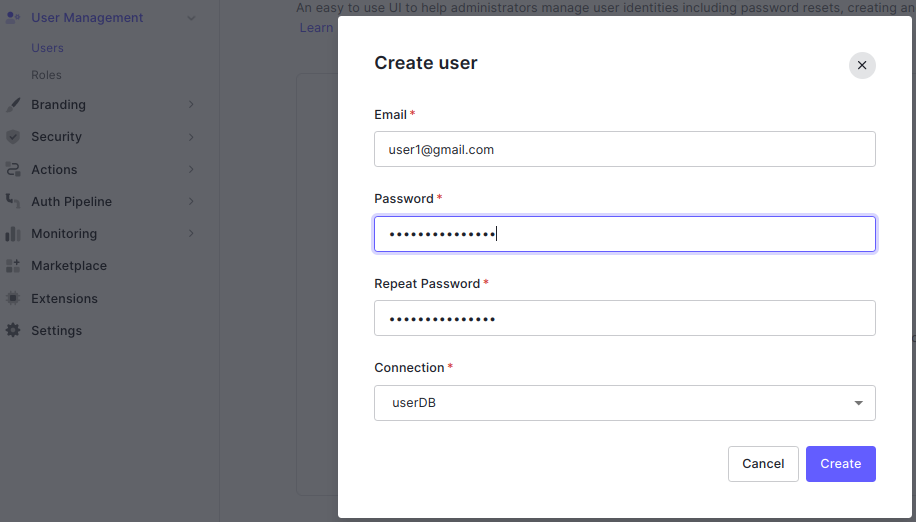 User Management
Users
Roles
Branding
Security
Actions
Auth Pipeline
Monitoring
Marketplace
Extensions
Settings
An easy to use UI to help administrators manage user identities including password resets, creating an
Learn
Create user
Email *
user1@gmail.com
Password *
•••••••••••••••
Repeat Password *
•••••••••••••••
Connection *
userDB
Cancel
Create